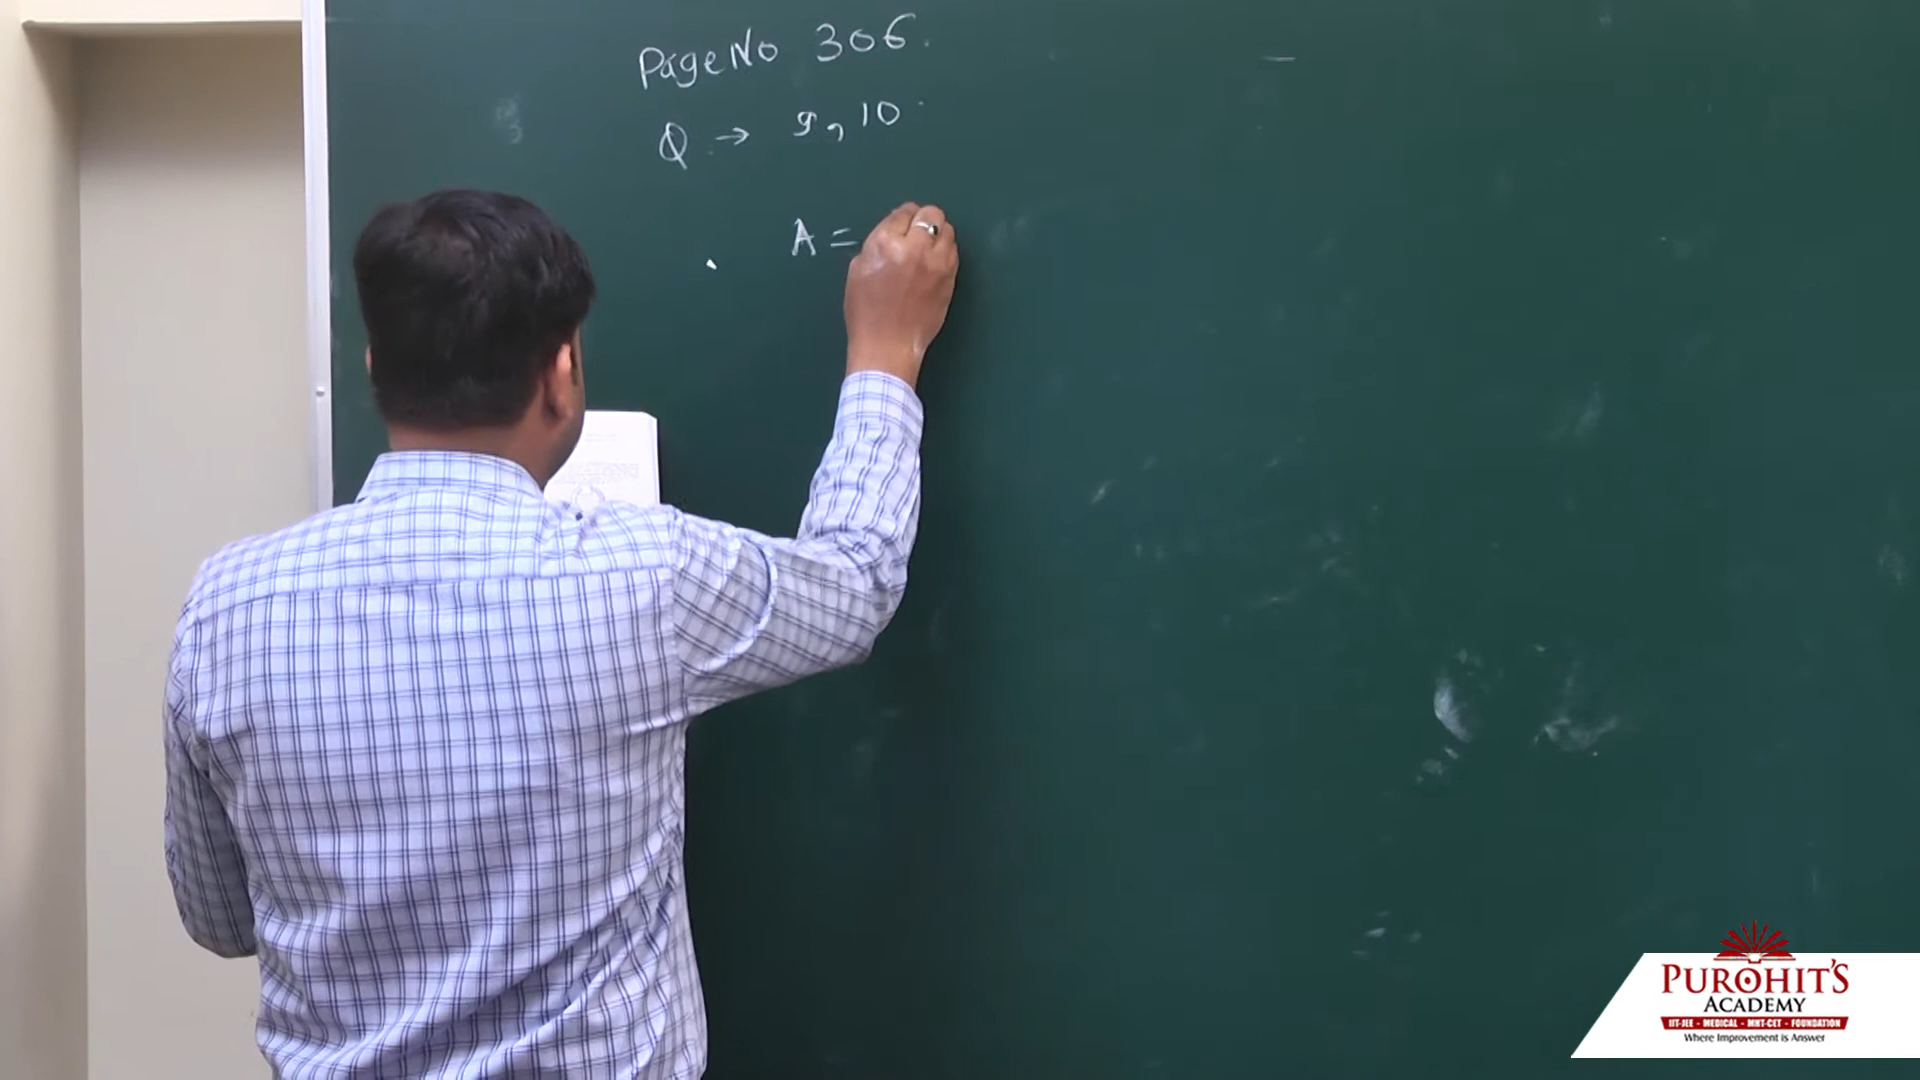 Page No 306.
Q → 9, 10.
A =
PUROHIT'S
ACADEMY
IIT-JEE • MEDICAL • MHT-CET • FOUNDATION
Where Improvement is Answer